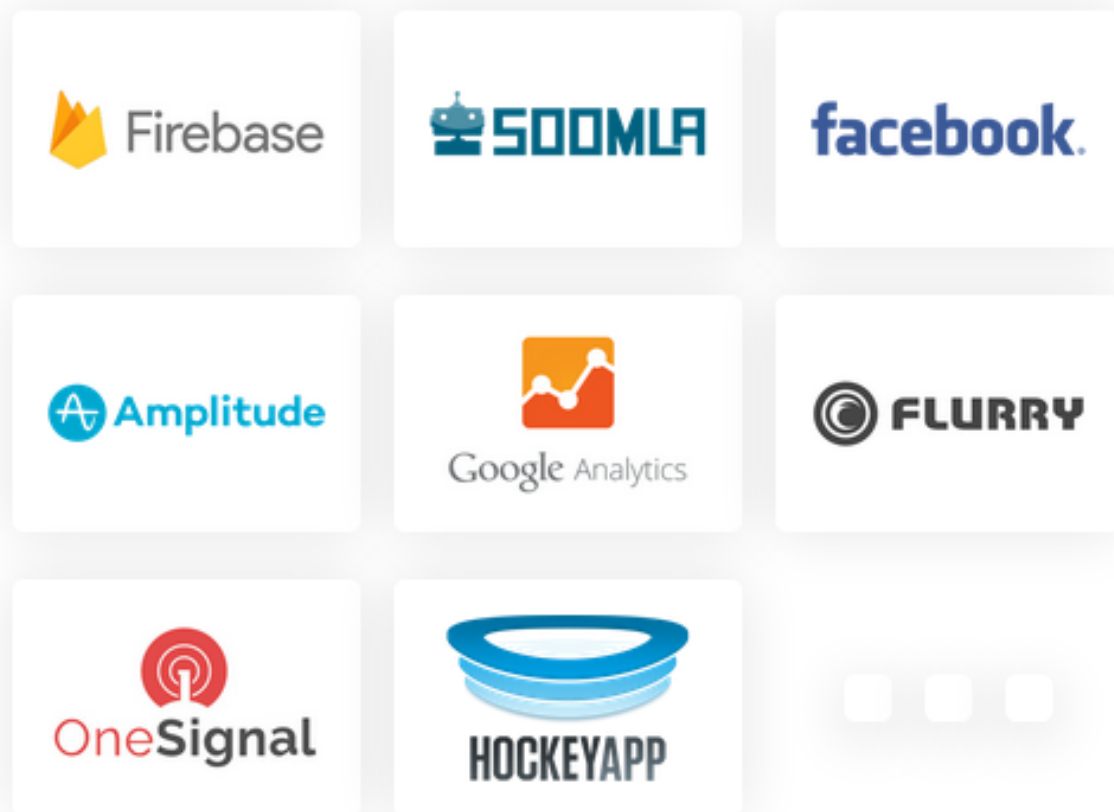 Firebase
SOOMLA
facebook.
Amplitude
Google Analytics
FLURRY
OneSignal
HOCKEYAPP